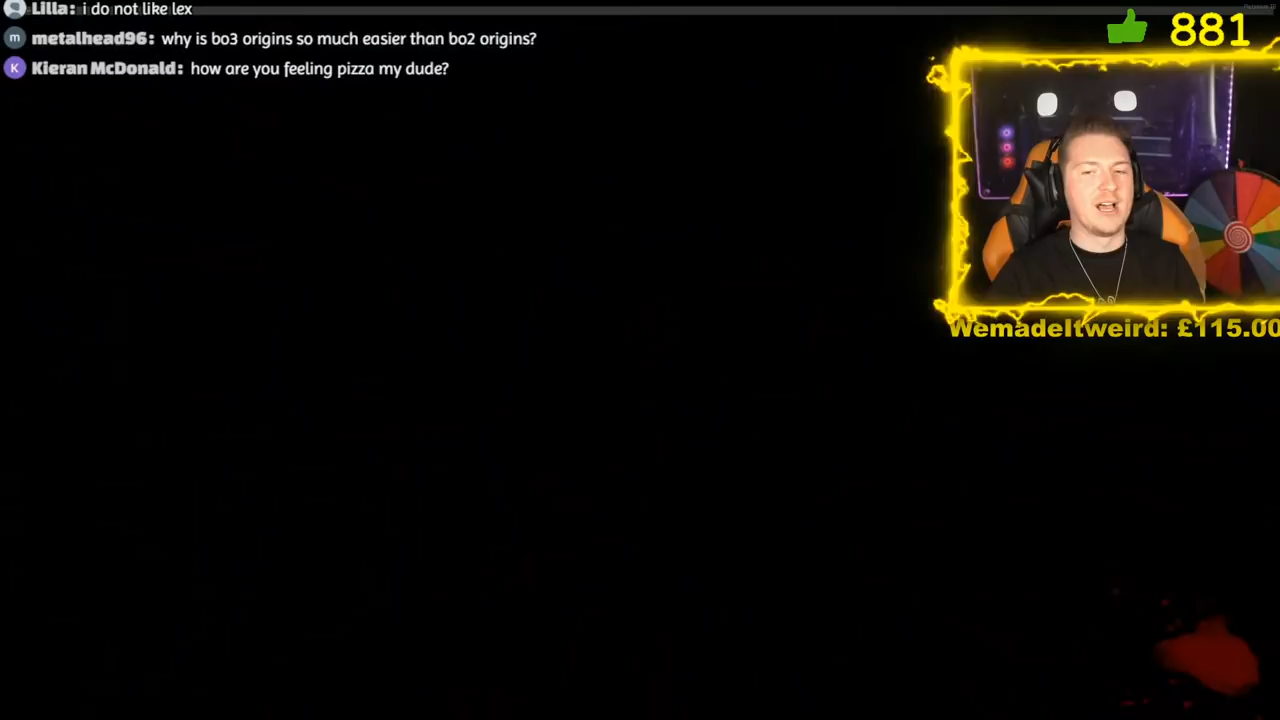 Lilla: i do not like lex
metalhead96: why is bo3 origins so much easier than bo2 origins?
Kieran McDonald: how are you feeling pizza my dude?
881
WemadeItweird: £115.00